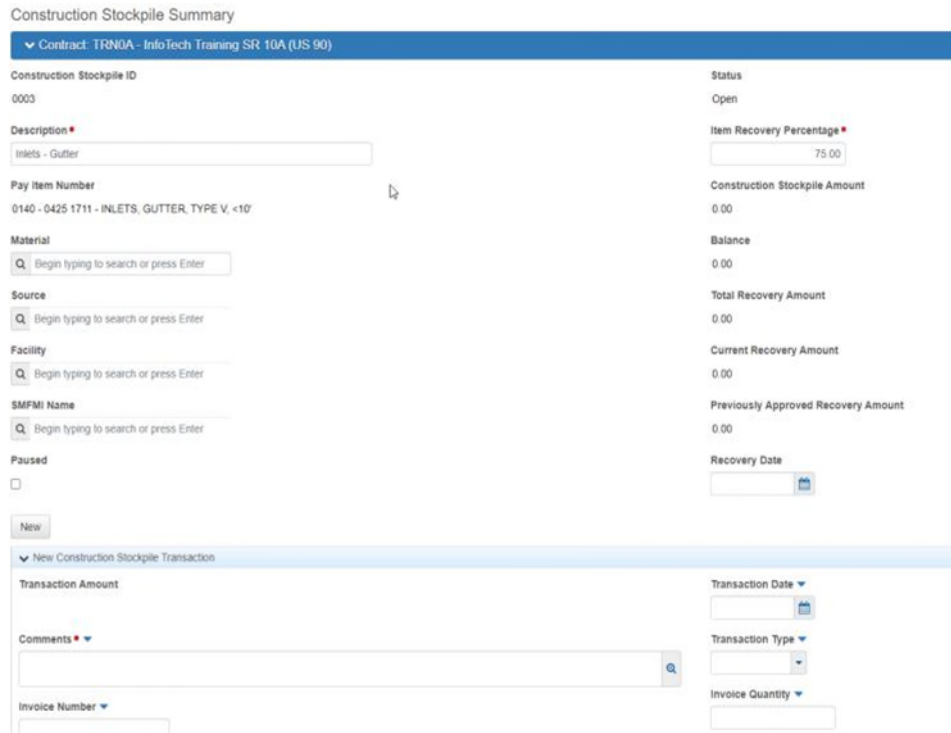 Construction Stockpile Summary
Contract: TRN0A - InfoTech Training SR 10A (US 90)
Construction Stockpile ID
Status
0003
Open
Description
Item Recovery Percentage
Inlets - Gutter
75.00
Pay Item Number
Construction Stockpile Amount
0140 - 0425 1711 - INLETS, GUTTER, TYPE V, <10'
0.00
Material
Balance
Begin typing to search or press Enter
0.00
Source
Total Recovery Amount
Begin typing to search or press Enter
0.00
Facility
Current Recovery Amount
Begin typing to search or press Enter
0.00
SMFMI Name
Previously Approved Recovery Amount
Begin typing to search or press Enter
0.00
Paused
Recovery Date
New
New Construction Stockpile Transaction
Transaction Amount
Transaction Date
Comments
Transaction Type
Invoice Number
Invoice Quantity